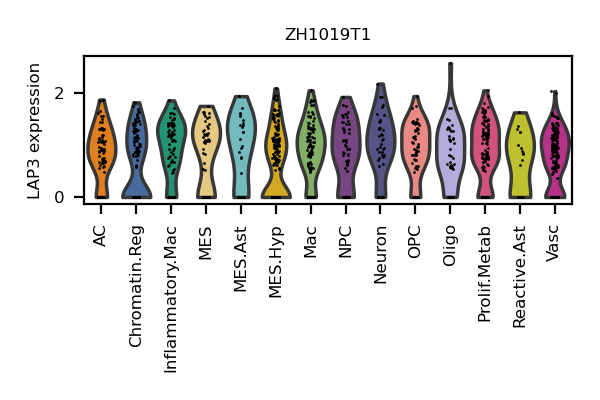 ZH1019T1
LAP3 expression
2
0
AC
Chromatin.Reg
Inflammatory.Mac
MES
MES.Ast
MES.Hyp
Mac
NPC
Neuron
OPC
Oligo
Prolif.Metab
Reactive.Ast
Vasc